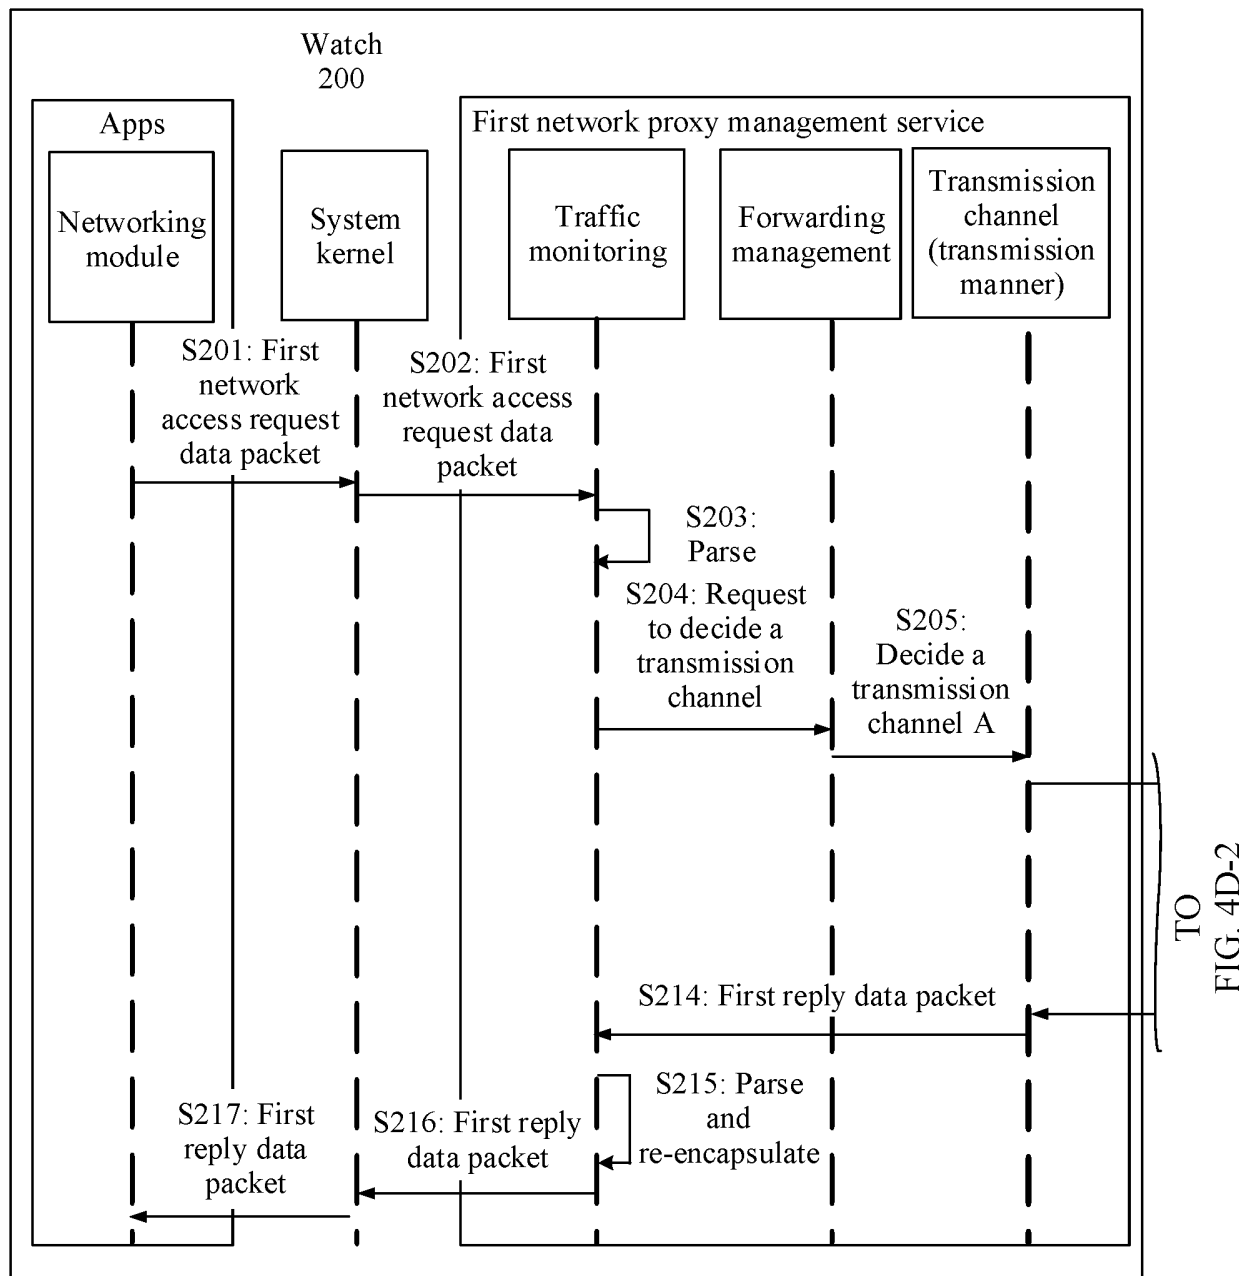 Watch
200
Apps
First network proxy management service
Networking
module
System
kernel
Traffic
monitoring
Forwarding
management
Transmission
channel
(transmission
manner)
S201: First
network
access request
data packet
S202: First
network access
request data
packet
S203:
Parse
S204: Request
to decide a
transmission
channel
S205:
Decide a
transmission
channel A
TO
FIG. 4D-2
S214: First reply data packet
S215: Parse
and
re-encapsulate
S216: First reply
data packet
S217: First
reply data
packet